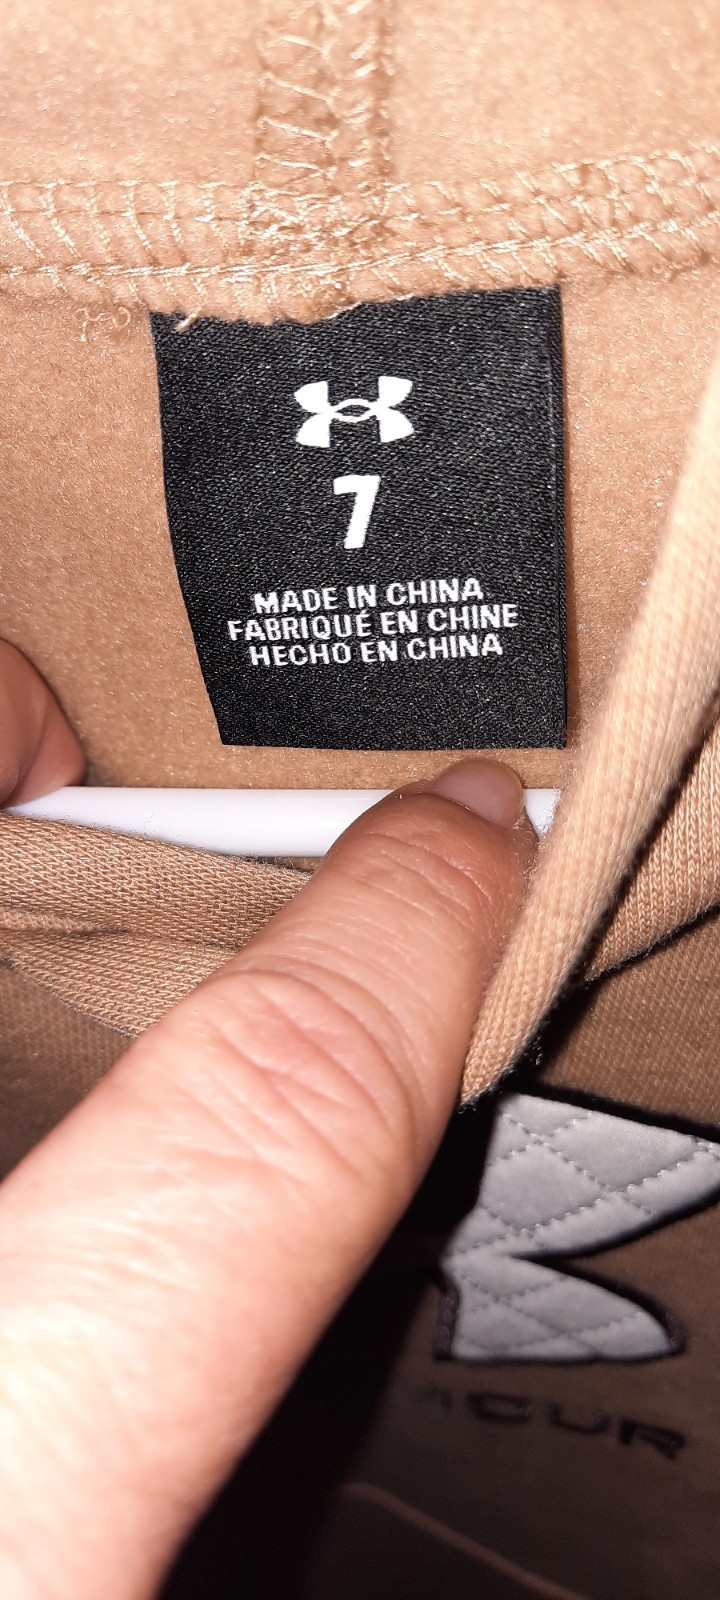 7
MADE IN CHINA
FABRIQUÉ EN CHINE
HECHO EN CHINA